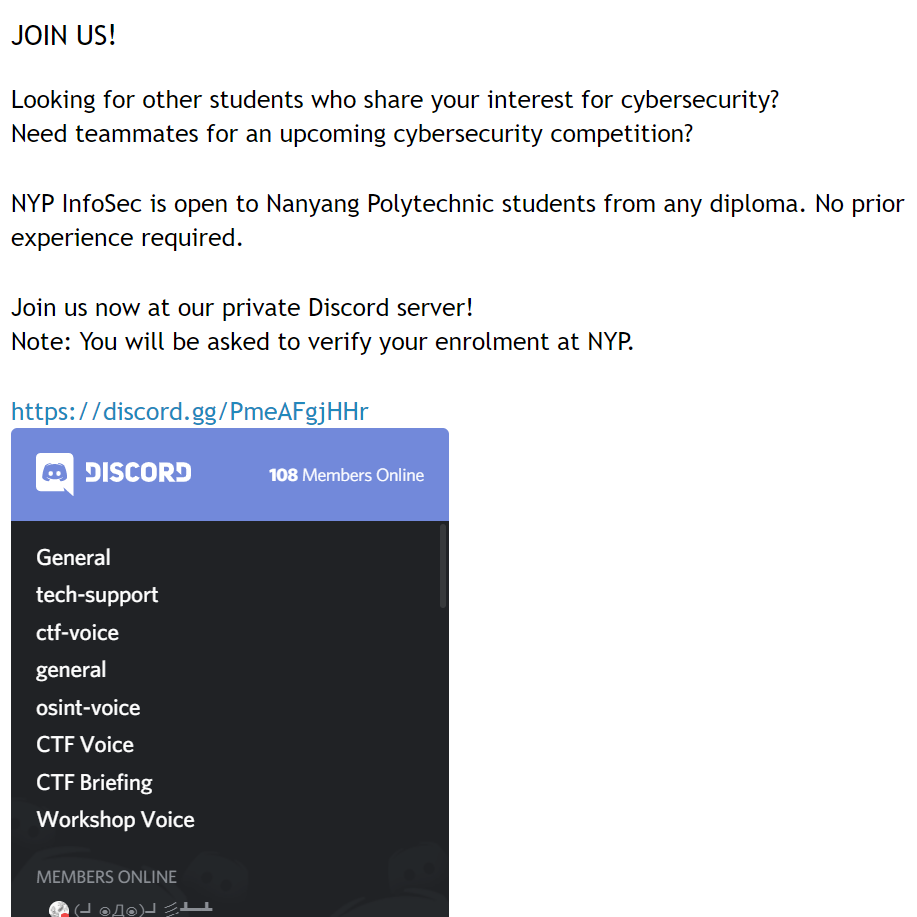 JOIN US!
Looking for other students who share your interest for cybersecurity?
Need teammates for an upcoming cybersecurity competition?
NYP InfoSec is open to Nanyang Polytechnic students from any diploma. No prior
experience required.
Join us now at our private Discord server!
Note: You will be asked to verify your enrolment at NYP.
https://discord.gg/PmeAFgjHHr
DISCORD 108 Members Online
General
tech-support
ctf-voice
general
osint-voice
CTF Voice
CTF Briefing
Workshop Voice
MEMBERS ONLINE